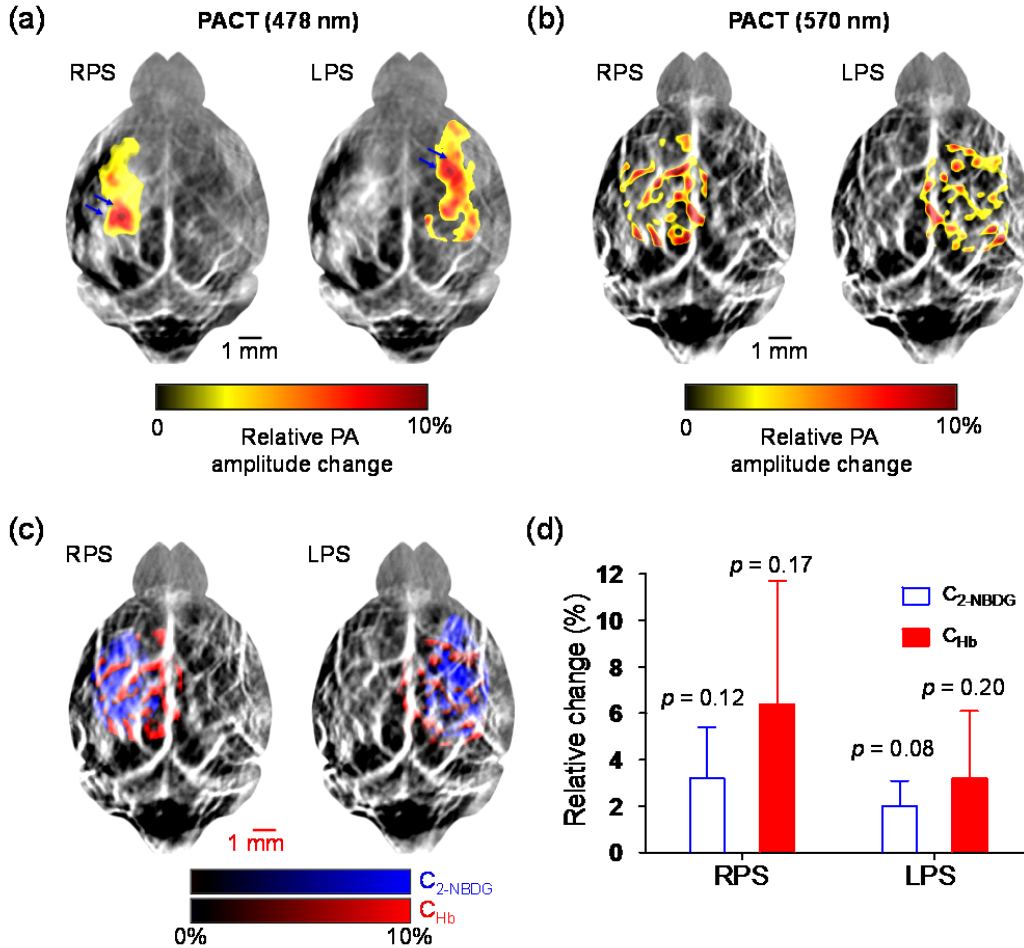 (a)
PACT (478 nm)
RPS
LPS
1 mm
0
10%
Relative PA
amplitude change
(b)
PACT (570 nm)
RPS
LPS
1 mm
0
10%
Relative PA
amplitude change
(c)
RPS
LPS
1 mm
C2-NBDG
CHb
0%
10%
(d)
Relative change (%)
12
10
8
6
4
2
0
p = 0.12
p = 0.17
p = 0.08
p = 0.20
C2-NBDG
CHb
RPS
LPS